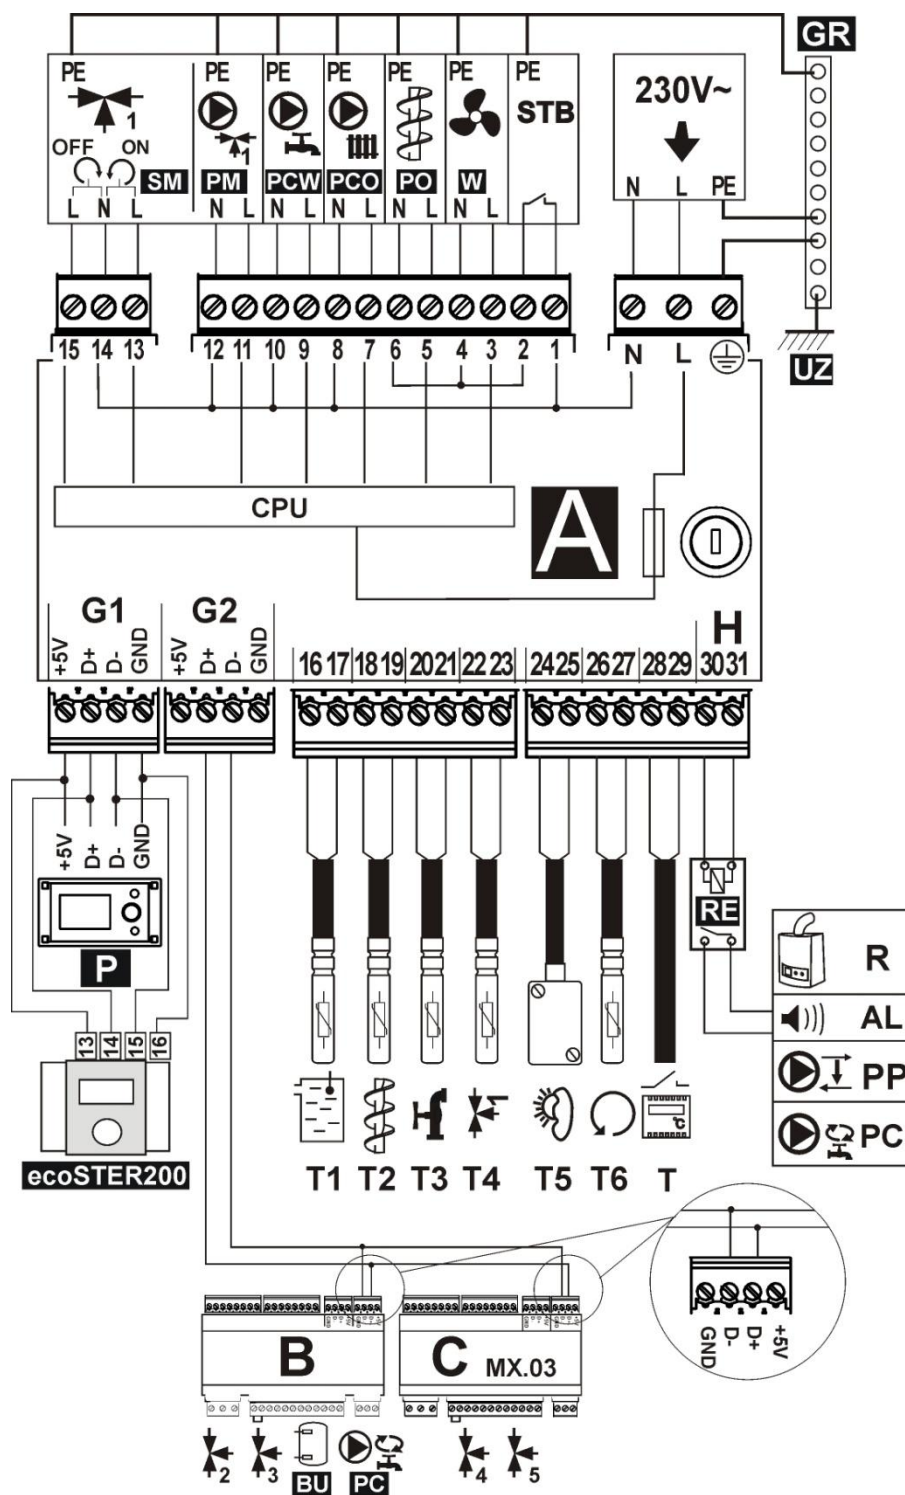 GR
PE PE PE PE PE PE PE
1
OFF ON
1
STB
230V~
SM PM PCW PCO PO W
L N L N L N L N L N L N L
N L PE
15 14 13 12 11 10 9 8 7 6 5 4 3 2 1 N L
UZ
CPU
A
G1 G2 H
+5V D+ D- GND +5V D+ D- GND
16 17 18 19 20 21 22 23 24 25 26 27 28 29 30 31
+5V D+ D- GND
P
RE
R
AL
PP
PC
13 14 15 16
ecoSTER200
1
°C
T1 T2 T3 T4 T5 T6 T
GND D- D+ +5V
B C MX.03
2 3 4 5
BU PC